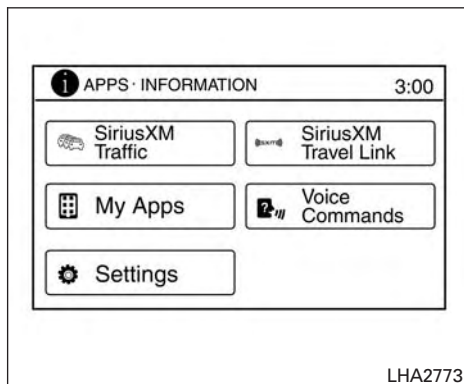 i APPS · INFORMATION 3:00
SiriusXM
Traffic
SiriusXM
Travel Link
My Apps
Voice
Commands
Settings
LHA2773